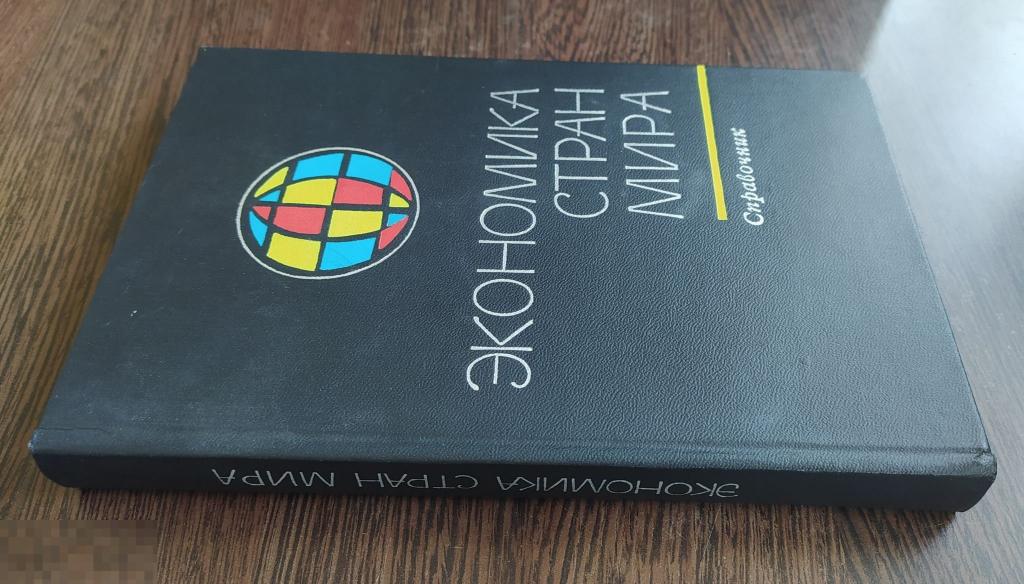 ЭКОНОМИКА
СТРАН
МИРА
Справочник
ЭКОНОМИКА СТРАН МИРА